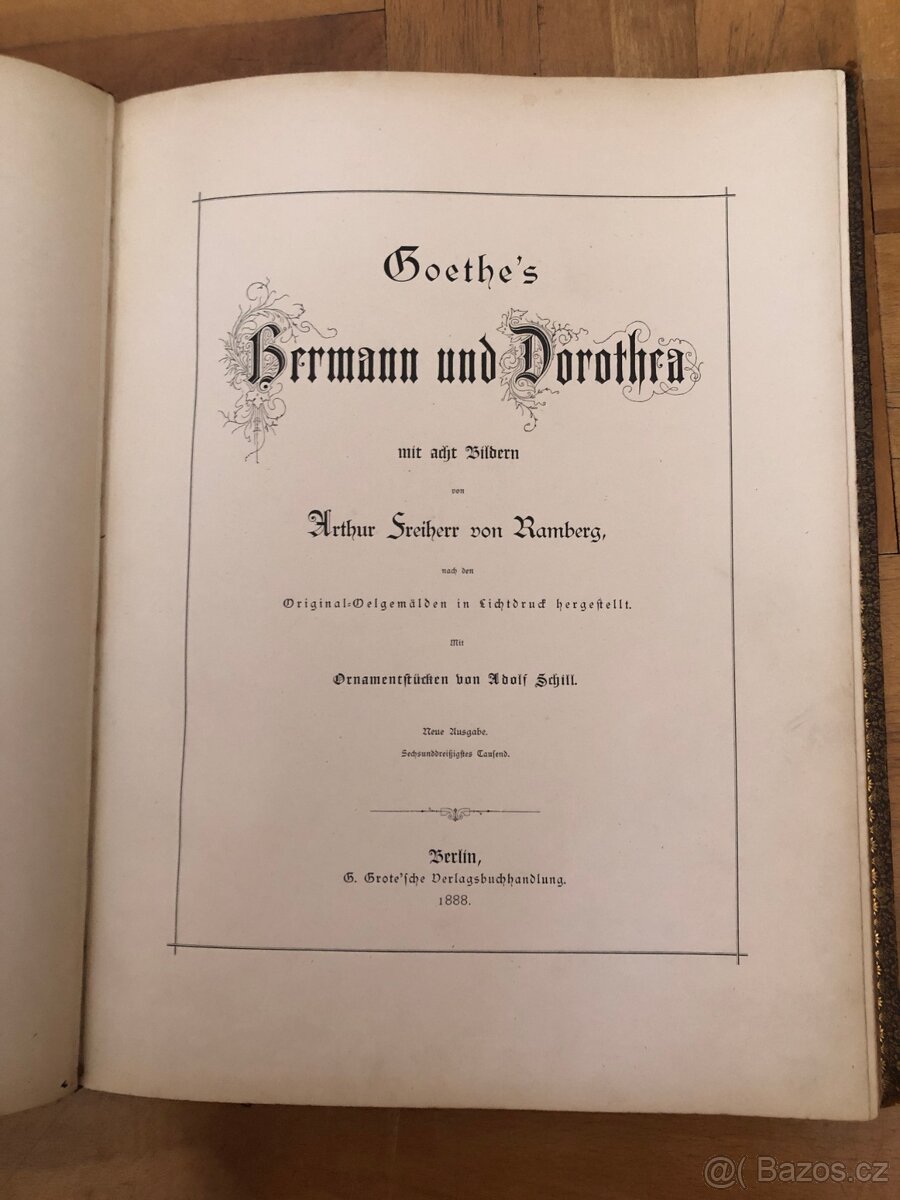 Goethe's
Hermann und Dorothea
mit acht Bildern
von
Arthur Freiherr von Ramberg,
nach den
Original=Oelgemälden in Lichtdruck hergestellt.
Mit
Ornamentstücken von Adolf Schill.
Neue Ausgabe.
Sechsunddreißigstes Tausend.
Berlin,
G. Grote'sche Verlagsbuchhandlung.
1888.
@( Bazos.cz